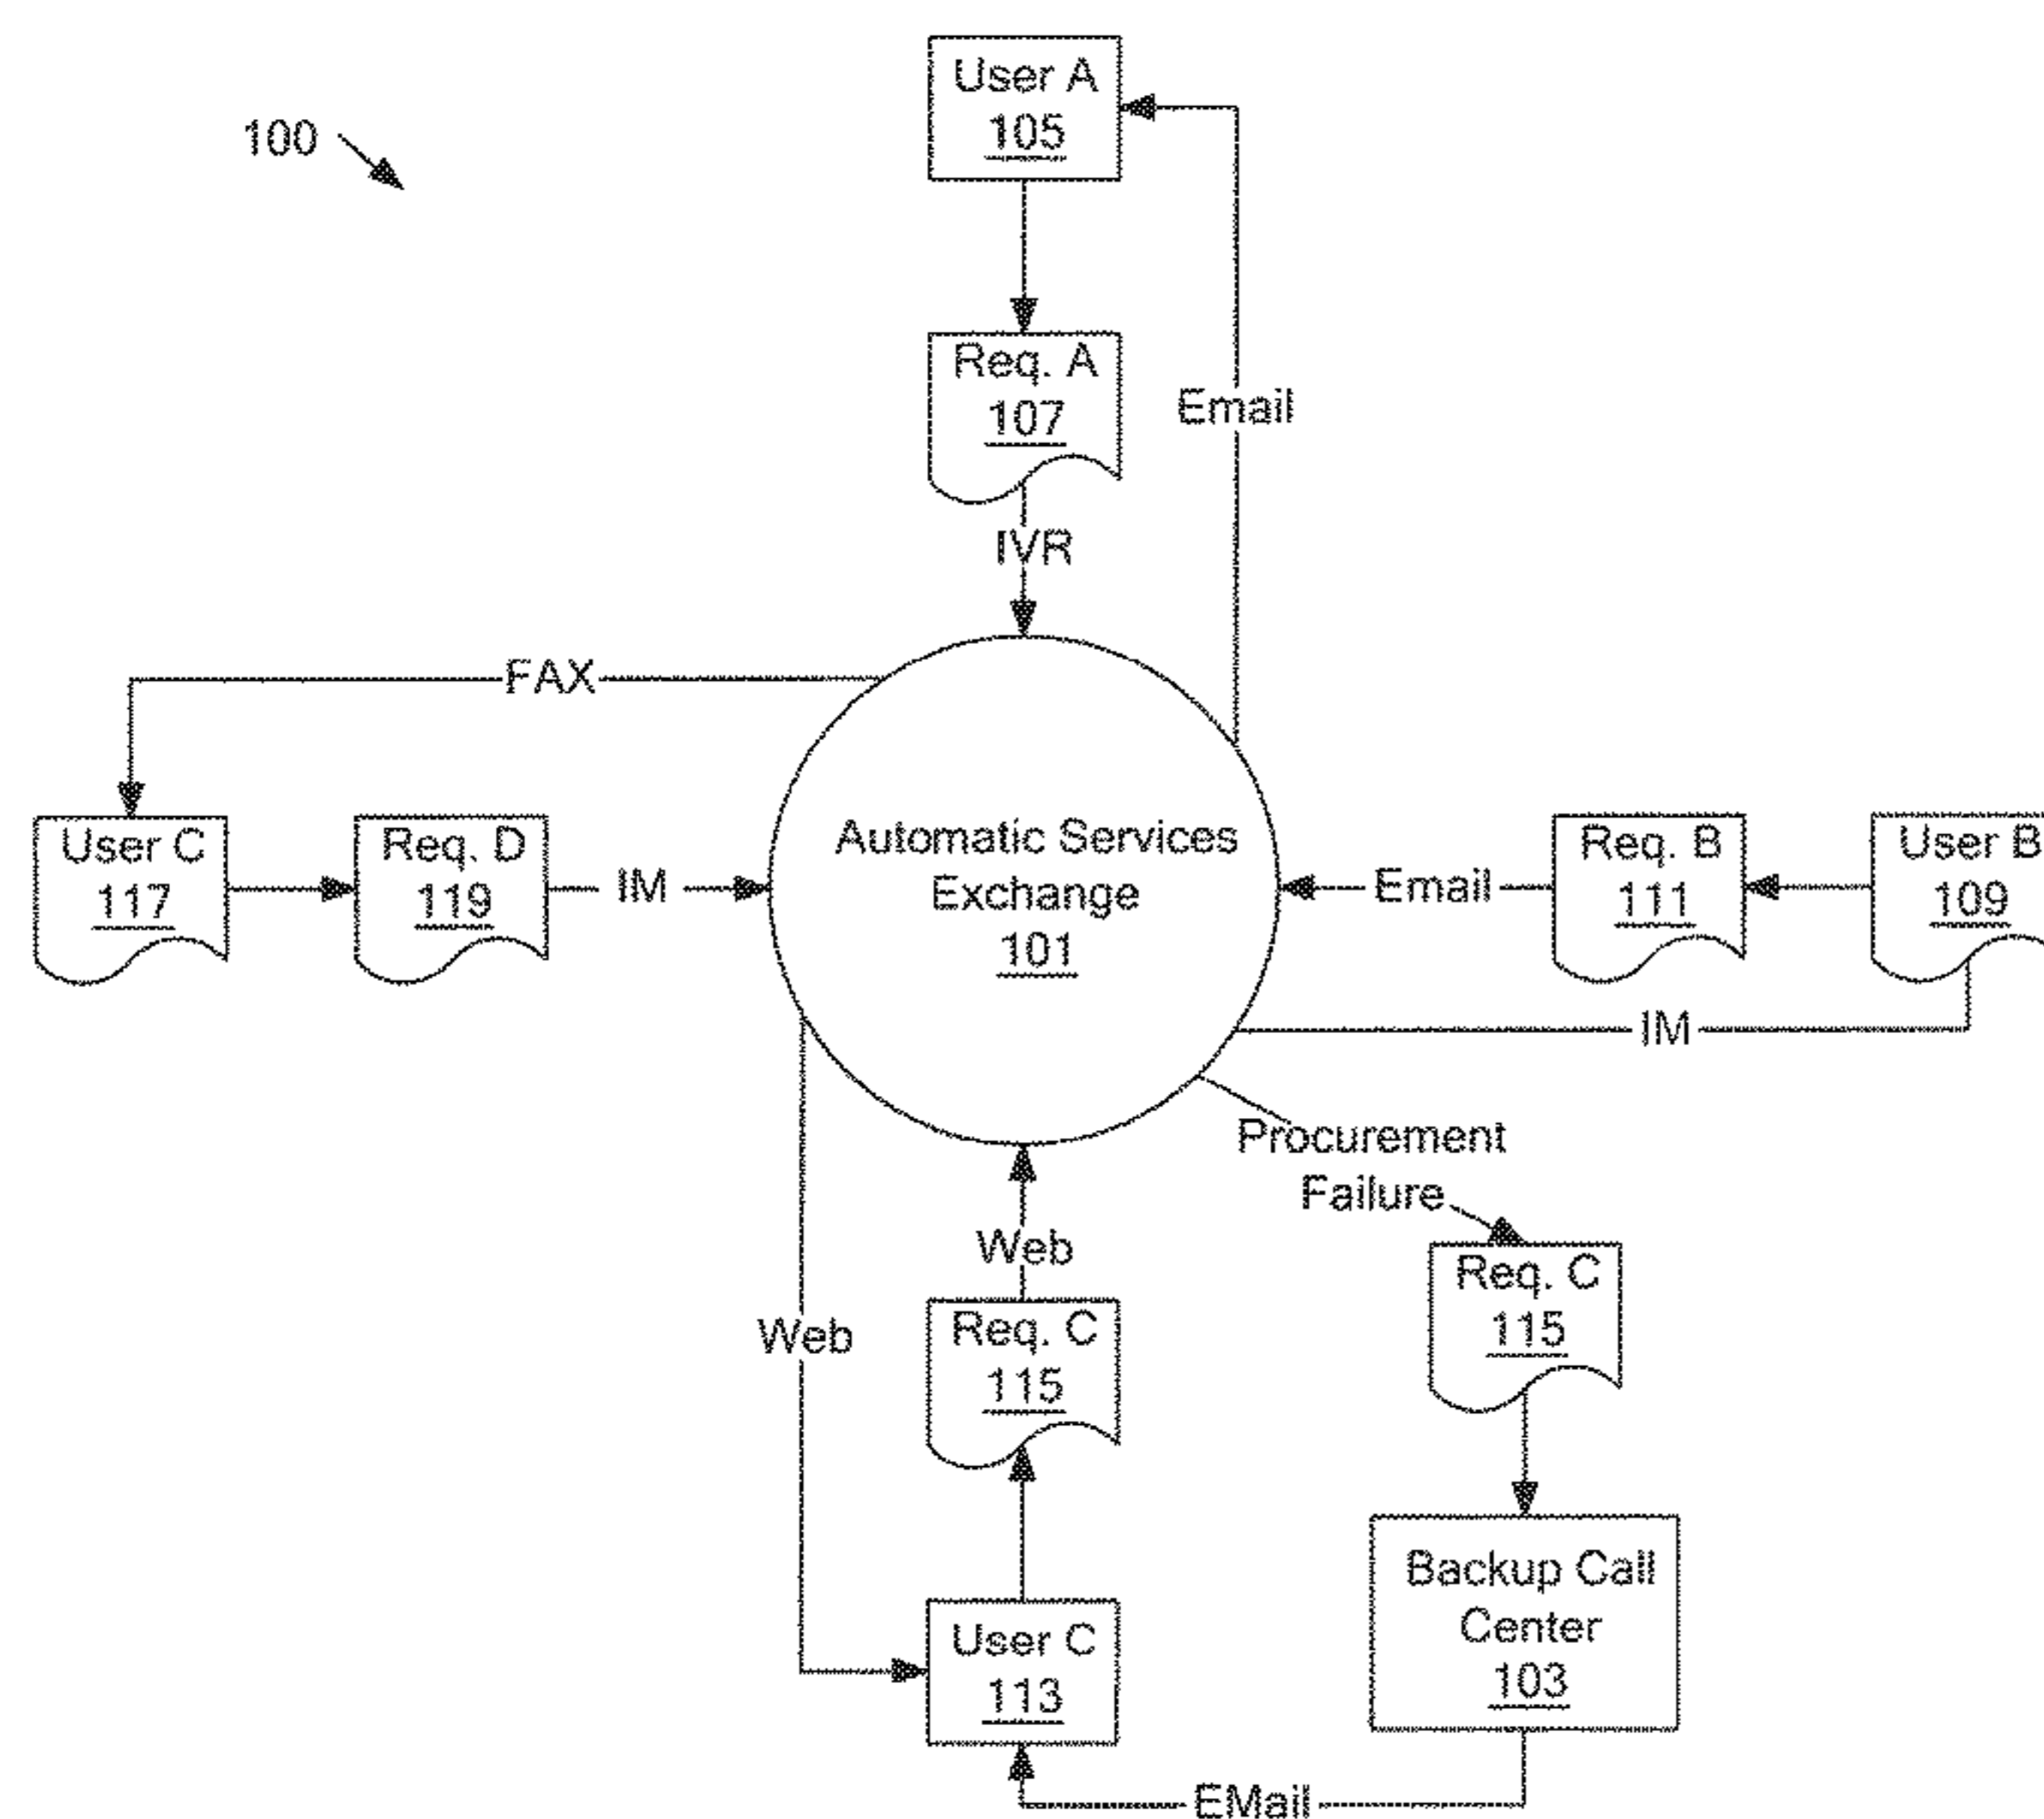 User A
105
100
Req. A
107
Email
IVR
FAX
User C
117
Req. D
119
IM
Automatic Services
Exchange
101
Email
Req. B
111
User B
109
IM
Procurement
Failure
Web
Web
Req. C
115
Req. C
115
User C
113
Backup Call
Center
103
EMail